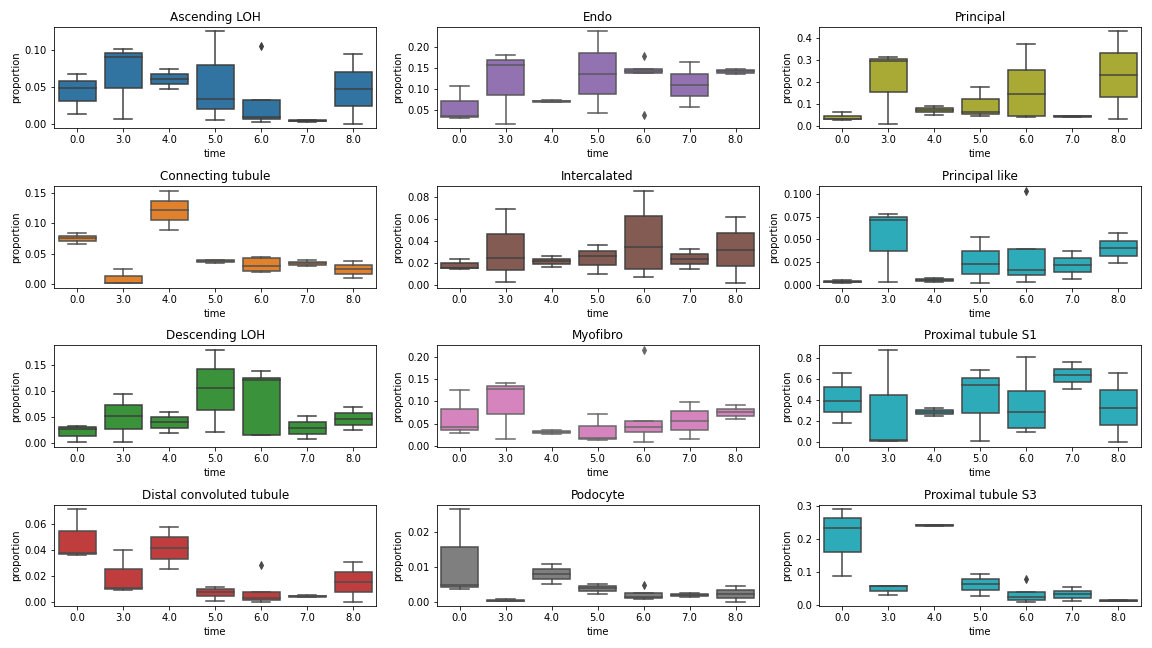 Ascending LOH
proportion
0.10
0.05
0.00
0.0 3.0 4.0 5.0 6.0 7.0 8.0
time
Endo
proportion
0.20
0.15
0.10
0.05
0.0 3.0 4.0 5.0 6.0 7.0 8.0
time
Principal
proportion
0.4
0.3
0.2
0.1
0.0
0.0 3.0 4.0 5.0 6.0 7.0 8.0
time
Connecting tubule
proportion
0.15
0.10
0.05
0.00
0.0 3.0 4.0 5.0 6.0 7.0 8.0
time
Intercalated
proportion
0.08
0.06
0.04
0.02
0.00
0.0 3.0 4.0 5.0 6.0 7.0 8.0
time
Principal like
proportion
0.100
0.075
0.050
0.025
0.000
0.0 3.0 4.0 5.0 6.0 7.0 8.0
time
Descending LOH
proportion
0.15
0.10
0.05
0.00
0.0 3.0 4.0 5.0 6.0 7.0 8.0
time
Myofibro
proportion
0.20
0.15
0.10
0.05
0.00
0.0 3.0 4.0 5.0 6.0 7.0 8.0
time
Proximal tubule S1
proportion
0.8
0.6
0.4
0.2
0.0
0.0 3.0 4.0 5.0 6.0 7.0 8.0
time
Distal convoluted tubule
proportion
0.06
0.04
0.02
0.00
0.0 3.0 4.0 5.0 6.0 7.0 8.0
time
Podocyte
proportion
0.02
0.01
0.00
0.0 3.0 4.0 5.0 6.0 7.0 8.0
time
Proximal tubule S3
proportion
0.3
0.2
0.1
0.0
0.0 3.0 4.0 5.0 6.0 7.0 8.0
time